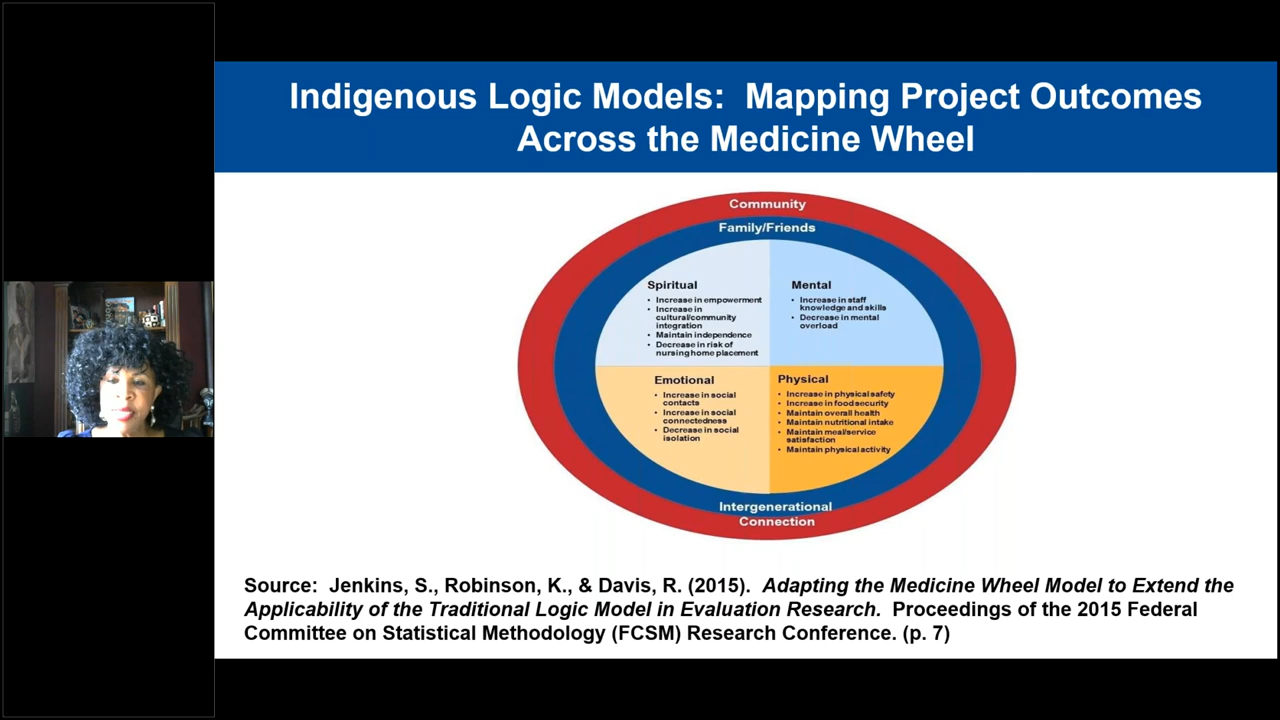 Indigenous Logic Models: Mapping Project Outcomes
Across the Medicine Wheel
Community
Family/Friends
Spiritual
• Increase in empowerment
• Increase in
cultural/community
integration
• Maintain independence
• Decrease in risk of
nursing home placement
Mental
• Increase in staff
knowledge and skills
• Decrease in mental
overload
Emotional
• Increase in social
contacts
• Increase in social
connectedness
• Decrease in social
isolation
Physical
• Increase in physical safety
• Increase in food security
• Maintain overall health
• Maintain nutritional intake
• Maintain meal/service
satisfaction
• Maintain physical activity
Intergenerational
Connection
Source: Jenkins, S., Robinson, K., & Davis, R. (2015). Adapting the Medicine Wheel Model to Extend the
Applicability of the Traditional Logic Model in Evaluation Research. Proceedings of the 2015 Federal
Committee on Statistical Methodology (FCSM) Research Conference. (p. 7)